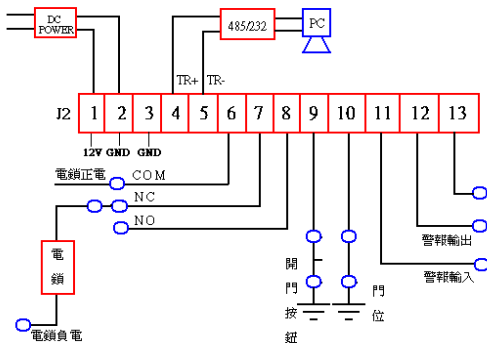 DC
POWER
485/232
PC
TR+ TR-
J2 1 2 3 4 5 6 7 8 9 10 11 12 13
12V GND GND
電鎖正電 COM
NC
NO
電
鎖
電鎖負電
開
門
按
鈕
門
位
警報輸出
警報輸入